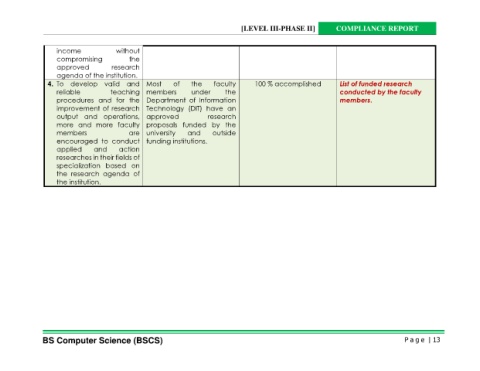 [LEVEL III-PHASE II] COMPLIANCE REPORT
income without
compromising the
approved research
agenda of the institution.
4. To develop valid and
reliable teaching
procedures and for the
improvement of research
output and operations,
more and more faculty
members are
encouraged to conduct
applied and action
researches in their fields of
specialization based on
the research agenda of
the institution.
Most of the faculty
members under the
Department of Information
Technology (DIT) have an
approved research
proposals funded by the
university and outside
funding institutions.
100 % accomplished
List of funded research
conducted by the faculty
members.
BS Computer Science (BSCS)
Page | 13